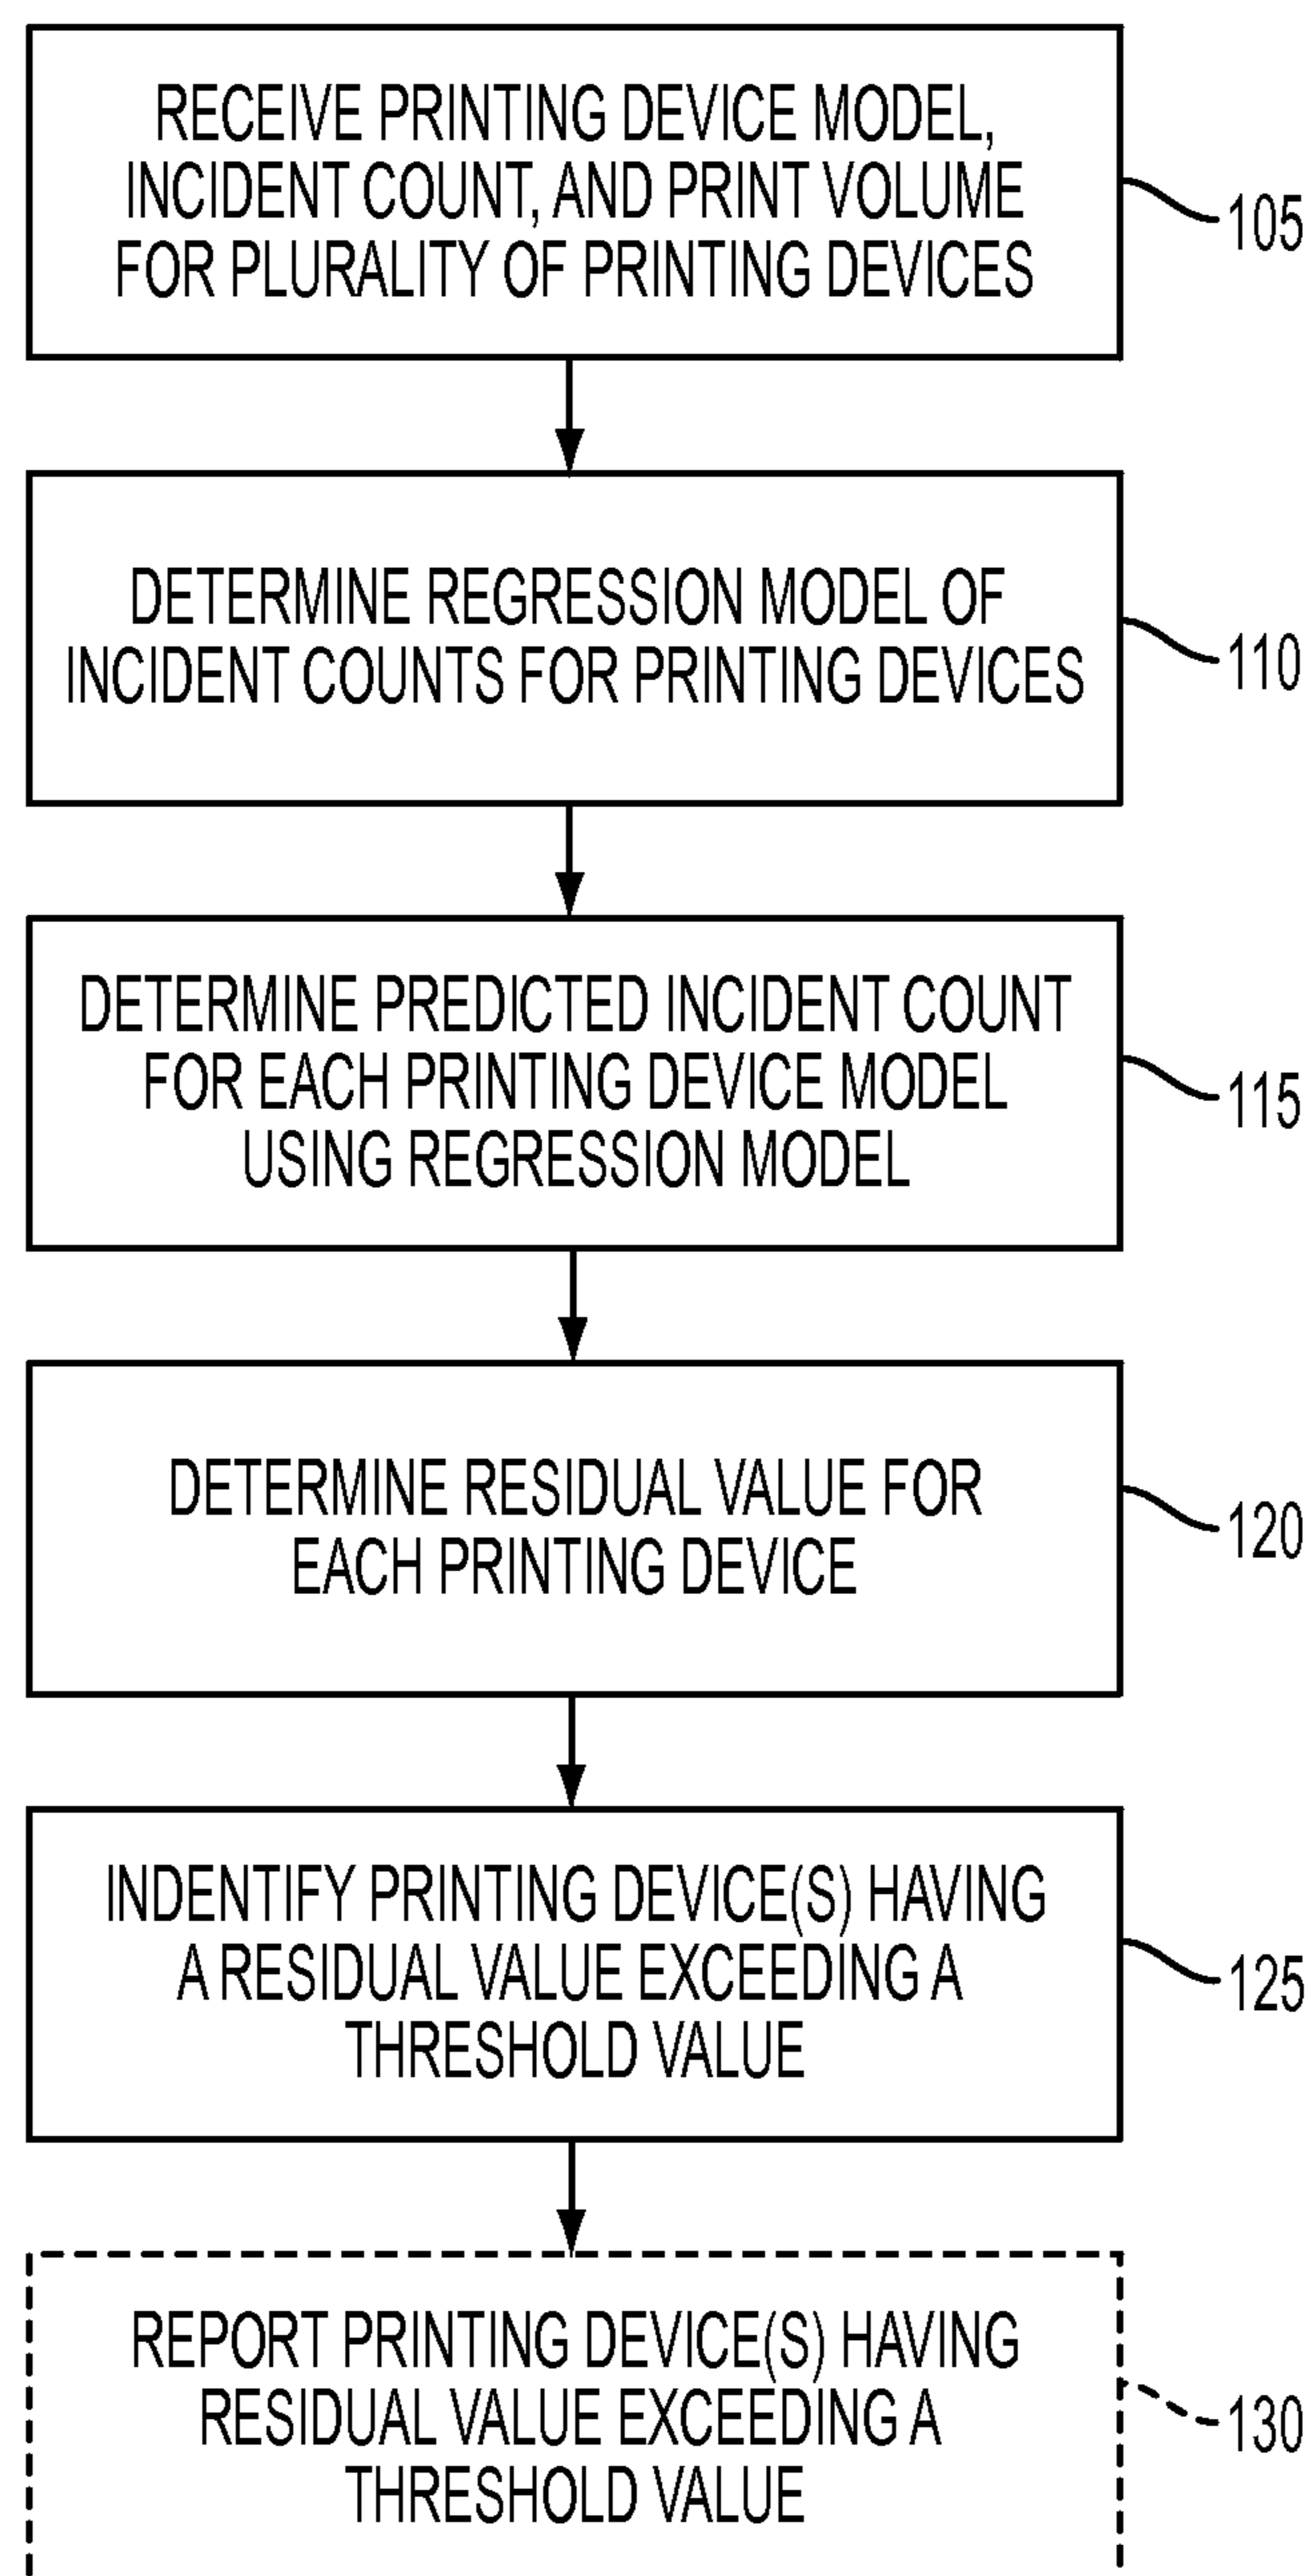 RECEIVE PRINTING DEVICE MODEL,
INCIDENT COUNT, AND PRINT VOLUME
FOR PLURALITY OF PRINTING DEVICES
105
DETERMINE REGRESSION MODEL OF
INCIDENT COUNTS FOR PRINTING DEVICES
110
DETERMINE PREDICTED INCIDENT COUNT
FOR EACH PRINTING DEVICE MODEL
USING REGRESSION MODEL
115
DETERMINE RESIDUAL VALUE FOR
EACH PRINTING DEVICE
120
INDENTIFY PRINTING DEVICE(S) HAVING
A RESIDUAL VALUE EXCEEDING A
THRESHOLD VALUE
125
REPORT PRINTING DEVICE(S) HAVING
RESIDUAL VALUE EXCEEDING A
THRESHOLD VALUE
130